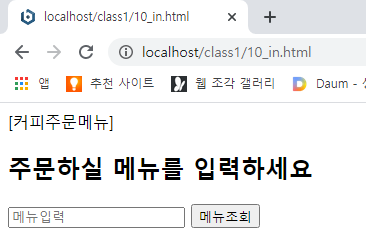 localhost/class1/10_in.html
localhost/class1/10_in.html
앱 추천 사이트 웹 조각 갤러리 Daum -
[커피주문메뉴]
주문하실 메뉴를 입력하세요
메뉴입력 메뉴조회